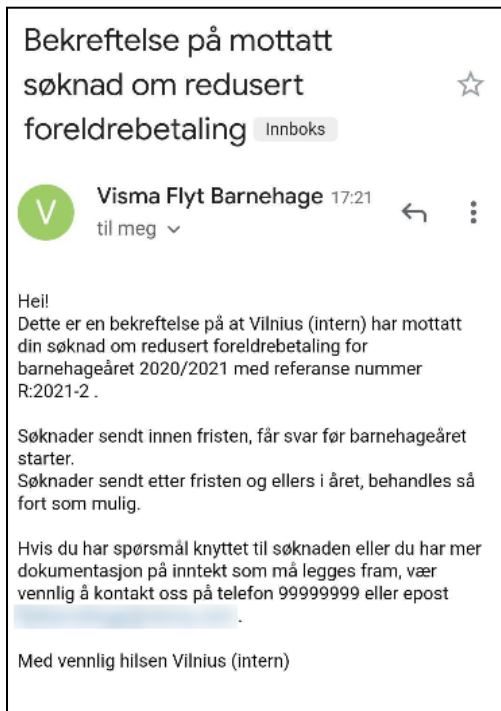 Bekreftelse på mottatt
søknad om redusert
foreldrebetaling Innboks
V
Visma Flyt Barnehage 17:21
til meg
Hei!
Dette er en bekreftelse på at Vilnius (intern) har mottatt
din søknad om redusert foreldrebetaling for
barnehageåret 2020/2021 med referanse nummer
R:2021-2 .
Søknader sendt innen fristen, får svar før barnehageåret
starter.
Søknader sendt etter fristen og ellers i året, behandles så
fort som mulig.
Hvis du har spørsmål knyttet til søknaden eller du har mer
dokumentasjon på inntekt som må legges fram, vær
vennlig å kontakt oss på telefon 99999999 eller epost
.
Med vennlig hilsen Vilnius (intern)